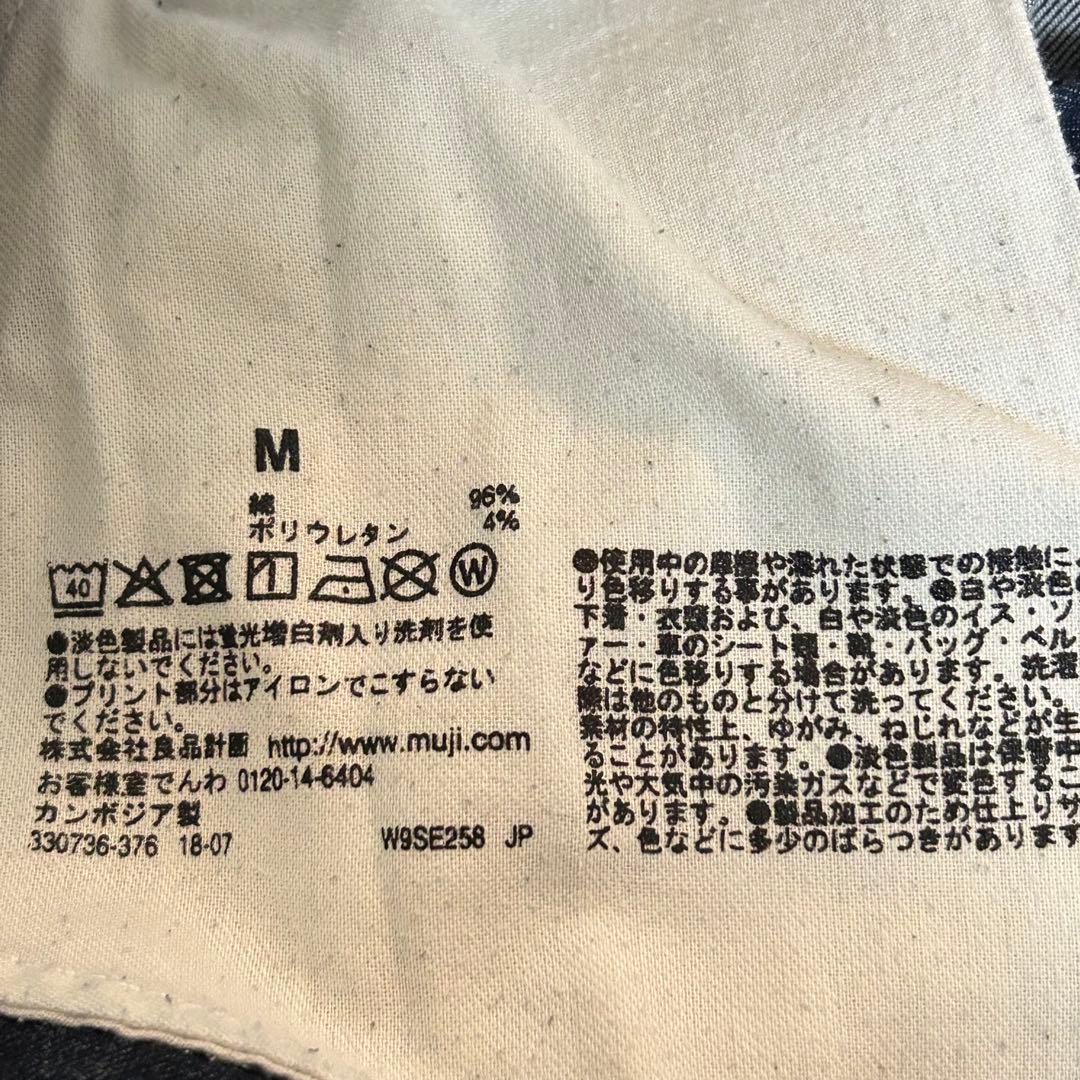 M
綿 96%
ポリウレタン 4%
40
W
●淡色製品には蛍光増白剤入り洗剤を使
用しないでください。
●プリント部分はアイロンでこすらない
でください。
株式会社良品計画 http://www.muji.com
お客様室でんわ 0120-14-6404
カンボジア製
330736-376 18-07 W9SE258 JP
●使用中の摩擦や濡れた状態での接触に
り色移りする事があります。●白や淡色
下着・衣類および、白や淡色のイス・ソ
ァー・車のシート類・靴・バッグ・ベル
などに色移りする場合があります。洗濯
際は他のものと分けて洗ってください。
素材の特性上、ゆがみ、ねじれなどが生
ることがあります。●淡色製品は保管中
光や大気中の汚染ガスなどで変色するこ
があります。●製品加工のため仕上りサ
ズ、色などに多少のばらつきがあります